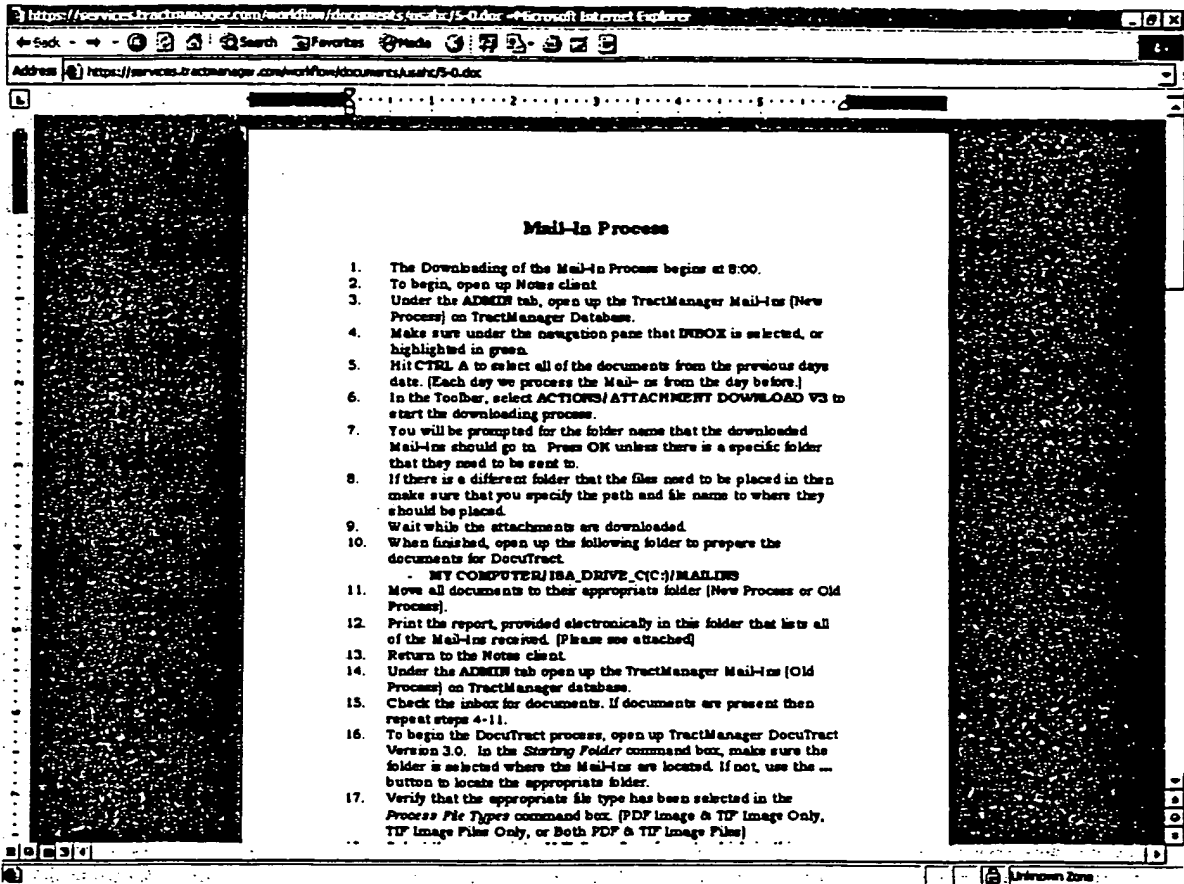 https://services.tractmanager.com/workflow/documents/usahc/5-0.doc - Microsoft Internet Explorer
Back Search Favorites Media
Address https://services.tractmanager.com/workflow/documents/usahc/5-0.doc
1 2 3 4 5
Mail-In Process
1. The Downloading of the Mail-In Process begins at 8:00.
2. To begin, open up Notes client
3. Under the ADMIN tab, open up the TractManager Mail-Ins (New
Process) on TractManager Database.
4. Make sure under the navigation pane that INBOX is selected, or
highlighted in green.
5. Hit CTRL A to select all of the documents from the previous days
date. (Each day we process the Mail- ns from the day before.)
6. In the Toolbar, select ACTIONS/ATTACHMENT DOWNLOAD V3 to
start the downloading process.
7. You will be prompted for the folder name that the downloaded
Mail-Ins should go to. Press OK unless there is a specific folder
that they need to be sent to.
8. If there is a different folder that the files need to be placed in then
make sure that you specify the path and file name to where they
should be placed.
9. Wait while the attachments are downloaded.
10. When finished, open up the following folder to prepare the
documents for DocuTract.
- MY COMPUTER/ISA_DRIVE_C(C:)/MAILINS
11. Move all documents to their appropriate folder (New Process or Old
Process).
12. Print the report, provided electronically in this folder that lists all
of the Mail-Ins received. (Please see attached)
13. Return to the Notes client.
14. Under the ADMIN tab open up the TractManager Mail-Ins (Old
Process) on TractManager database.
15. Check the inbox for documents. If documents are present then
repeat steps 4-11.
16. To begin the DocuTract process, open up TractManager DocuTract
Version 3.0. In the Starting Folder command box, make sure the
folder is selected where the Mail-Ins are located. If not, use the ...
button to locate the appropriate folder.
17. Verify that the appropriate file type has been selected in the
Process File Types command box. (PDF Image & TIF Image Only,
TIF Image Files Only, or Both PDF & TIF Image Files)
Unknown Zone